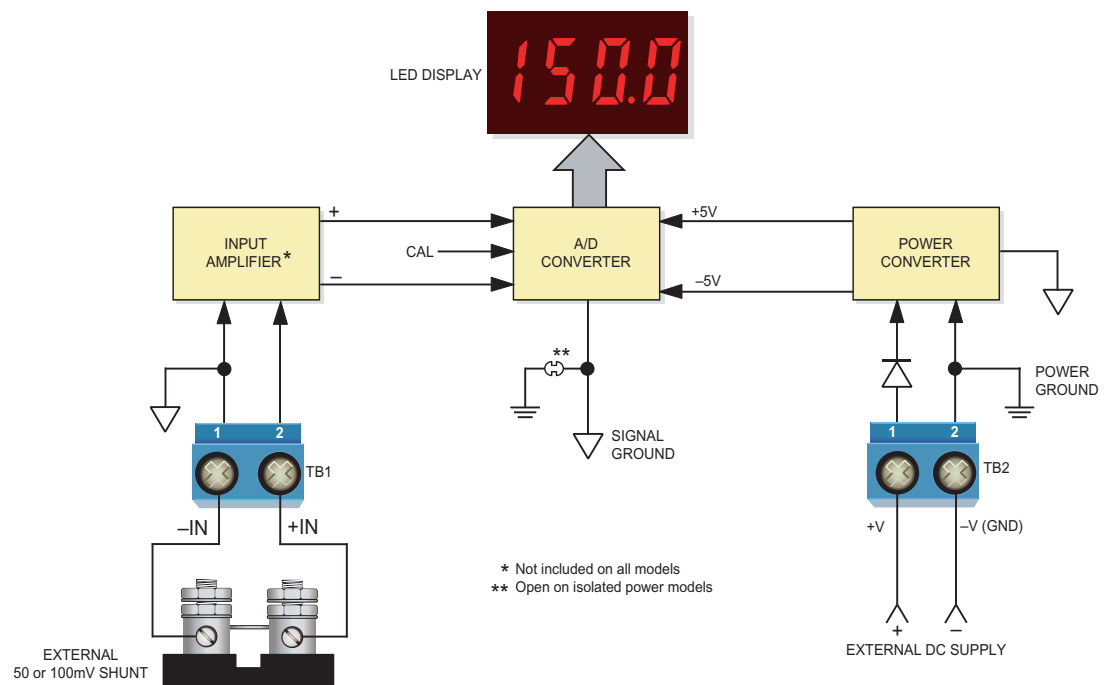 LED DISPLAY
150.0
INPUT
AMPLIFIER*
+
CAL
–
A/D
CONVERTER
+5V
–5V
POWER
CONVERTER
**
SIGNAL
GROUND
POWER
GROUND
1 2
TB1
–IN +IN
1 2
TB2
+V
–V (GND)
* Not included on all models
** Open on isolated power models
+ –
EXTERNAL DC SUPPLY
EXTERNAL
50 or 100mV SHUNT